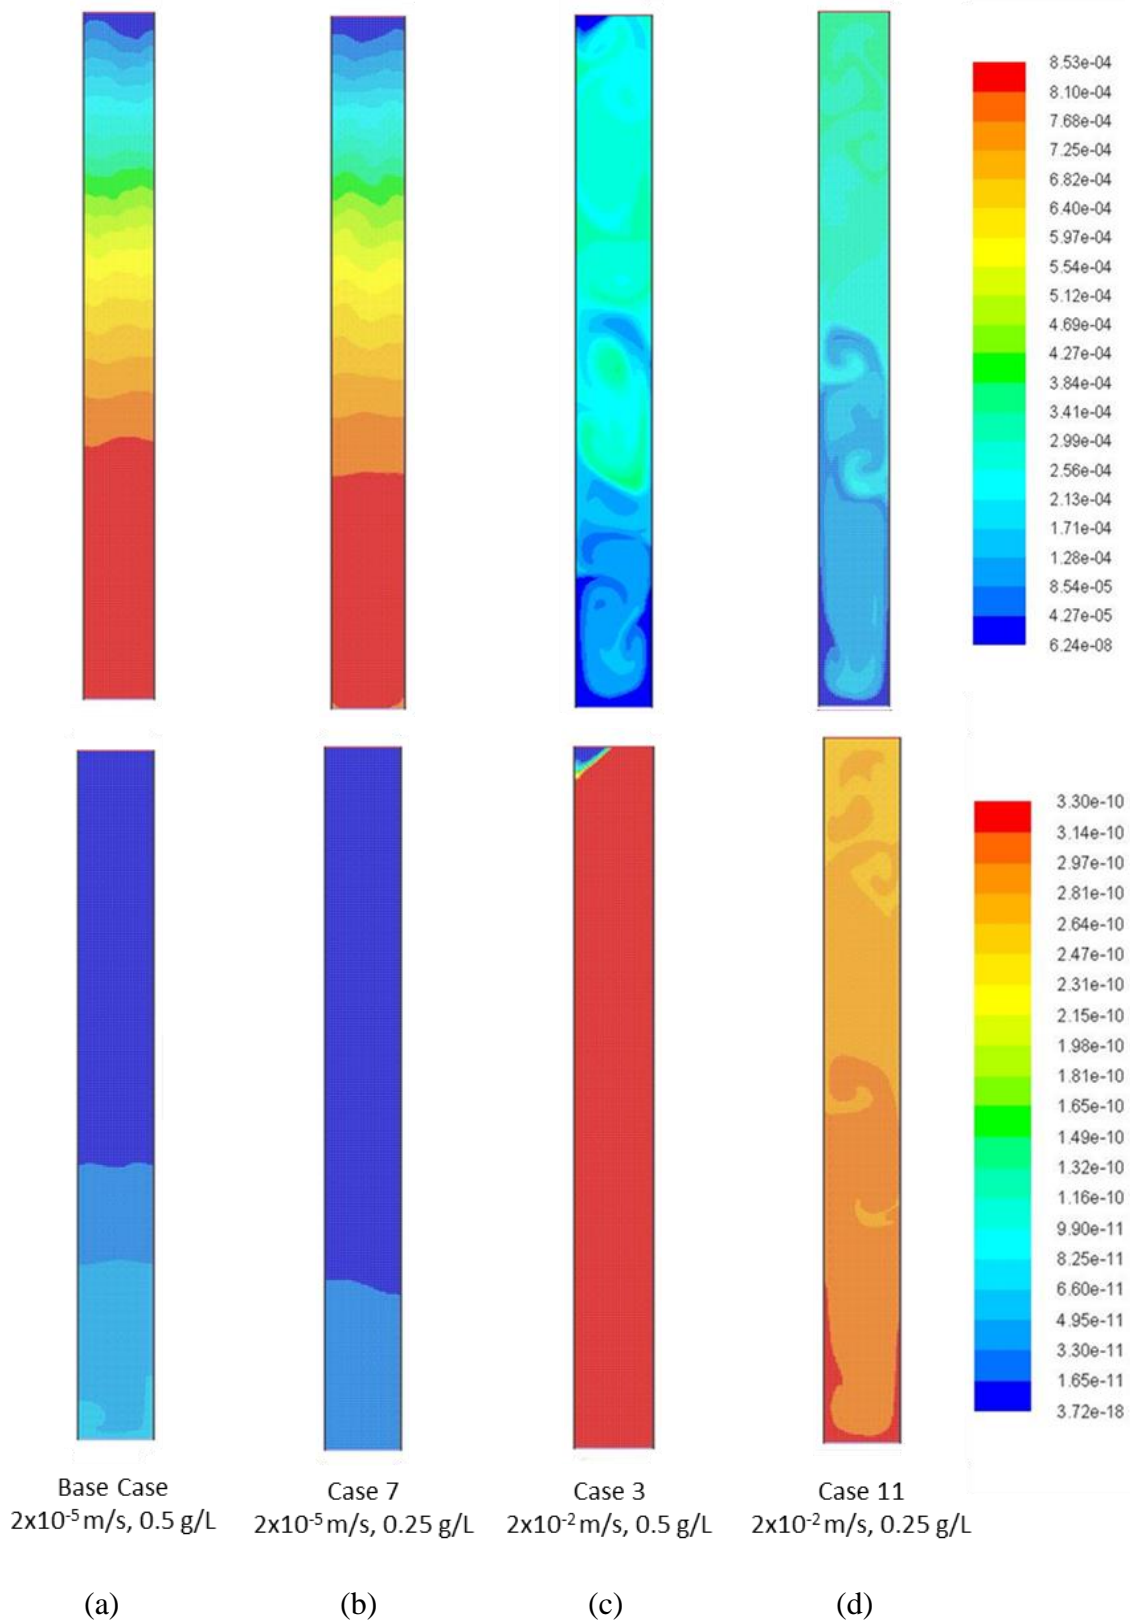 8.53e-04
8.10e-04
7.68e-04
7.25e-04
6.82e-04
6.40e-04
5.97e-04
5.54e-04
5.12e-04
4.69e-04
4.27e-04
3.84e-04
3.41e-04
2.99e-04
2.56e-04
2.13e-04
1.71e-04
1.28e-04
8.54e-05
4.27e-05
6.24e-08
3.30e-10
3.14e-10
2.97e-10
2.81e-10
2.64e-10
2.47e-10
2.31e-10
2.15e-10
1.98e-10
1.81e-10
1.65e-10
1.49e-10
1.32e-10
1.16e-10
9.90e-11
8.25e-11
6.60e-11
4.95e-11
3.30e-11
1.65e-11
3.72e-18
Base Case
2x10⁻⁵ m/s, 0.5 g/L
Case 7
2x10⁻⁵ m/s, 0.25 g/L
Case 3
2x10⁻² m/s, 0.5 g/L
Case 11
2x10⁻² m/s, 0.25 g/L
(a) (b) (c) (d)